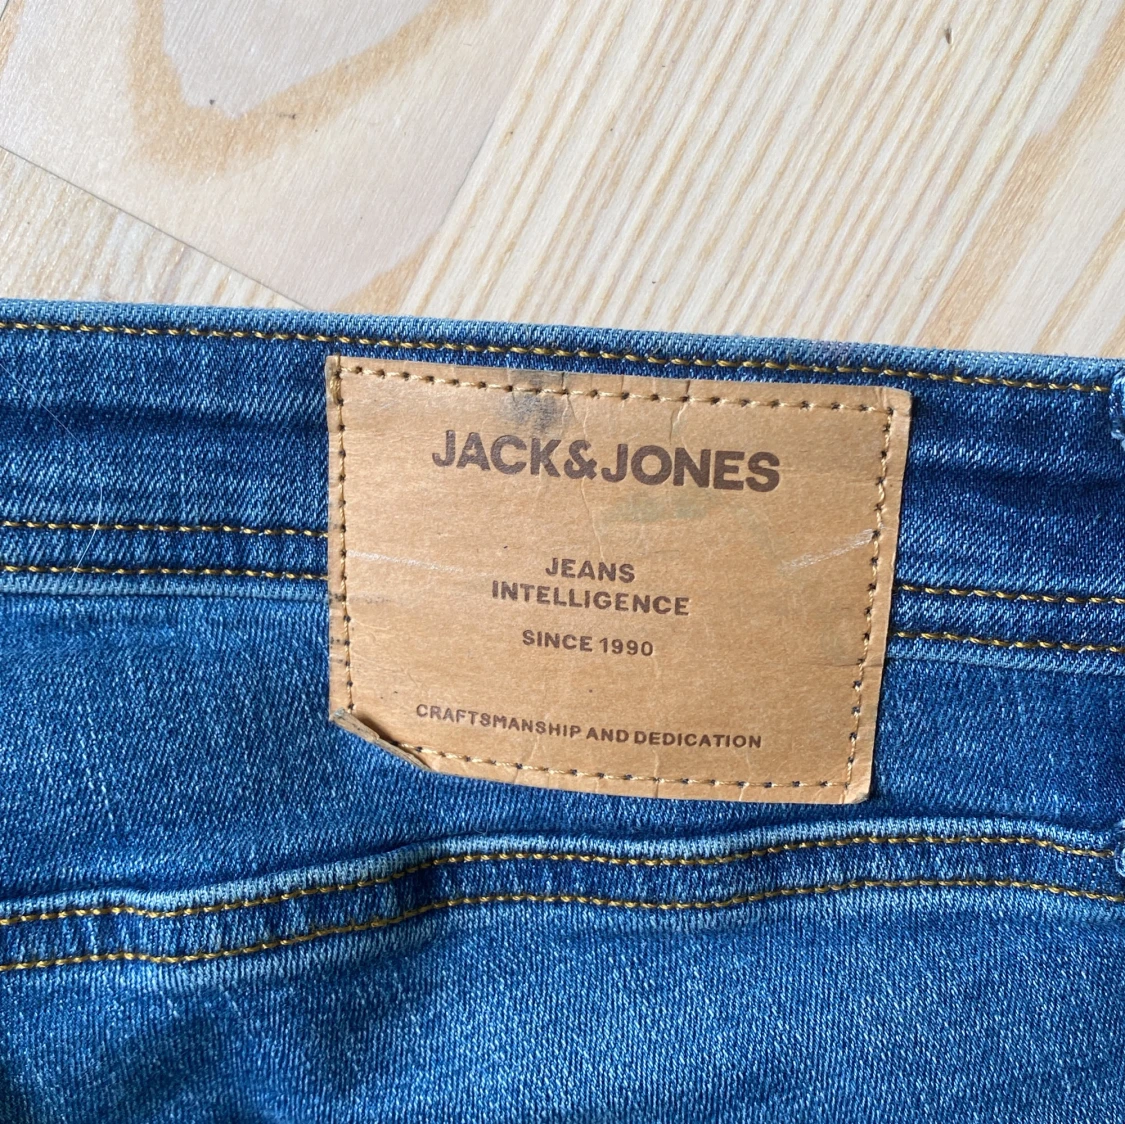 JACK&JONES
JEANS
INTELLIGENCE
SINCE 1990
CRAFTSMANSHIP AND DEDICATION